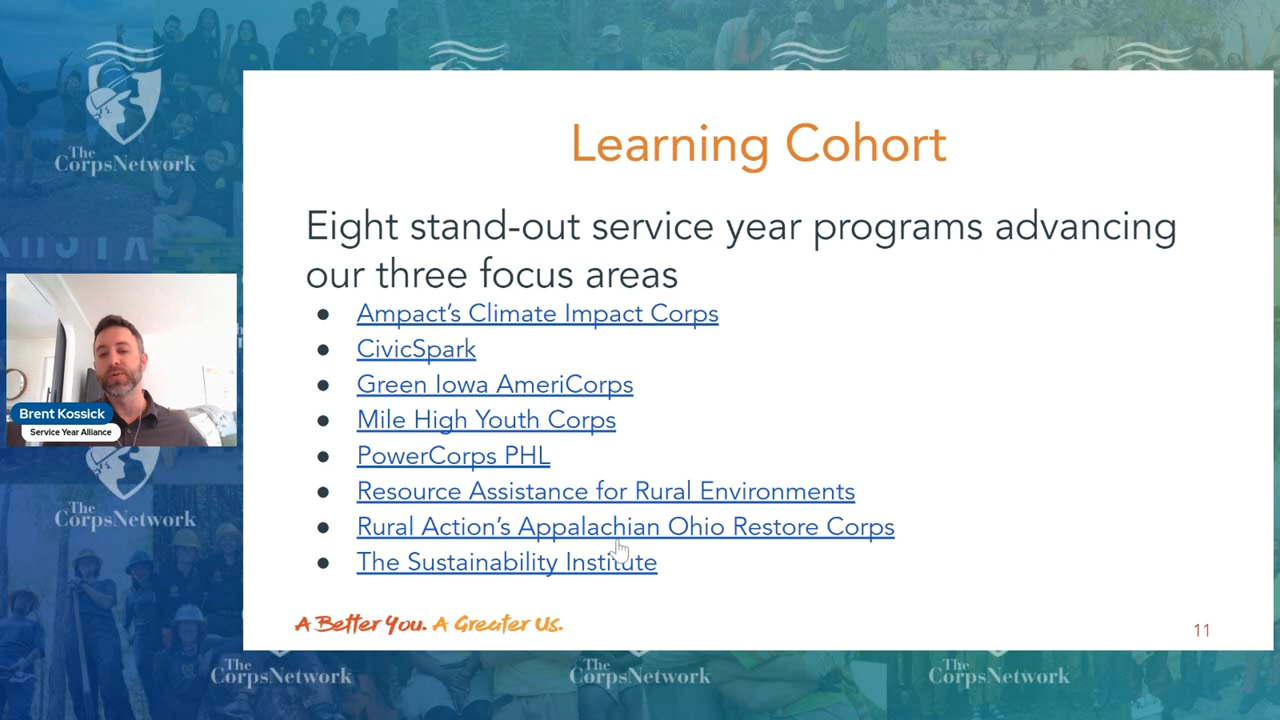 The
CorpsNetwork
Learning Cohort
Eight stand-out service year programs advancing
our three focus areas
● Ampact's Climate Impact Corps
● CivicSpark
● Green Iowa AmeriCorps
● Mile High Youth Corps
● PowerCorps PHL
● Resource Assistance for Rural Environments
● Rural Action's Appalachian Ohio Restore Corps
● The Sustainability Institute
A Better You. A Greater Us.
11
Brent Kossick
Service Year Alliance
The
CorpsNetwork
The
CorpsNetwork
The
CorpsNetwork
The
CorpsNetwork